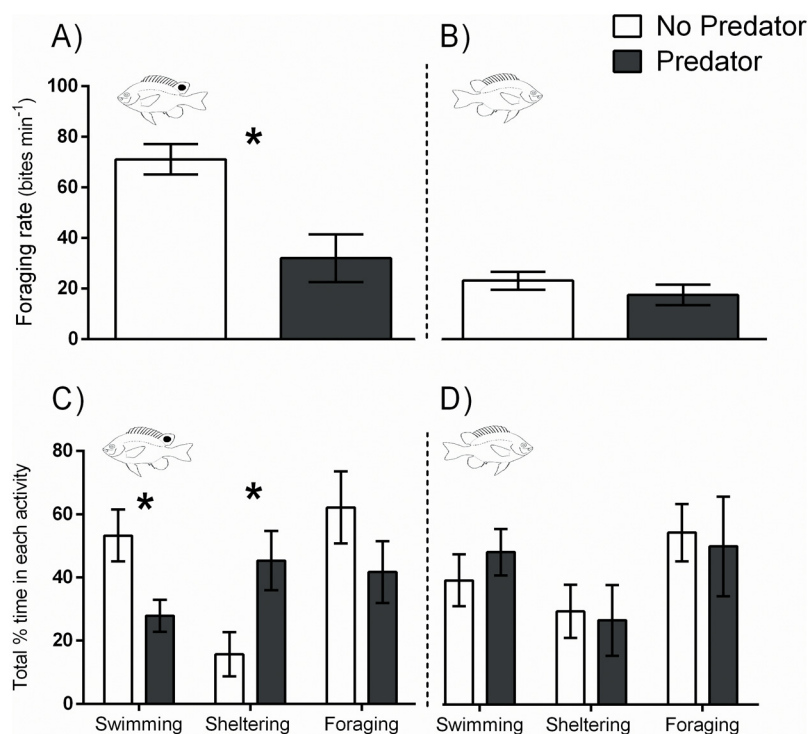 A)
B)
No Predator
Predator
Foraging rate (bites min⁻¹)
100
80
60
40
20
0
*
C)
D)
Total % time in each activity
80
60
40
20
0
*
*
Swimming
Sheltering
Foraging
Swimming
Sheltering
Foraging